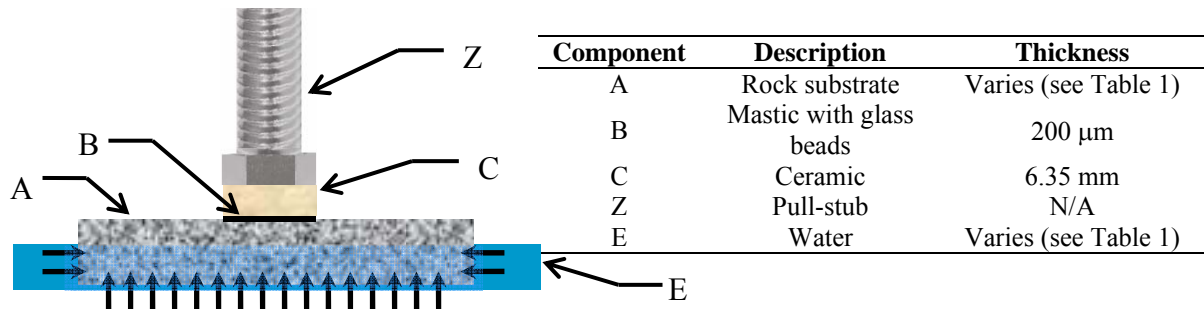 Z
B
C
A
E
Component Description Thickness
A Rock substrate Varies (see Table 1)
B Mastic with glass beads 200 μm
C Ceramic 6.35 mm
Z Pull-stub N/A
E Water Varies (see Table 1)